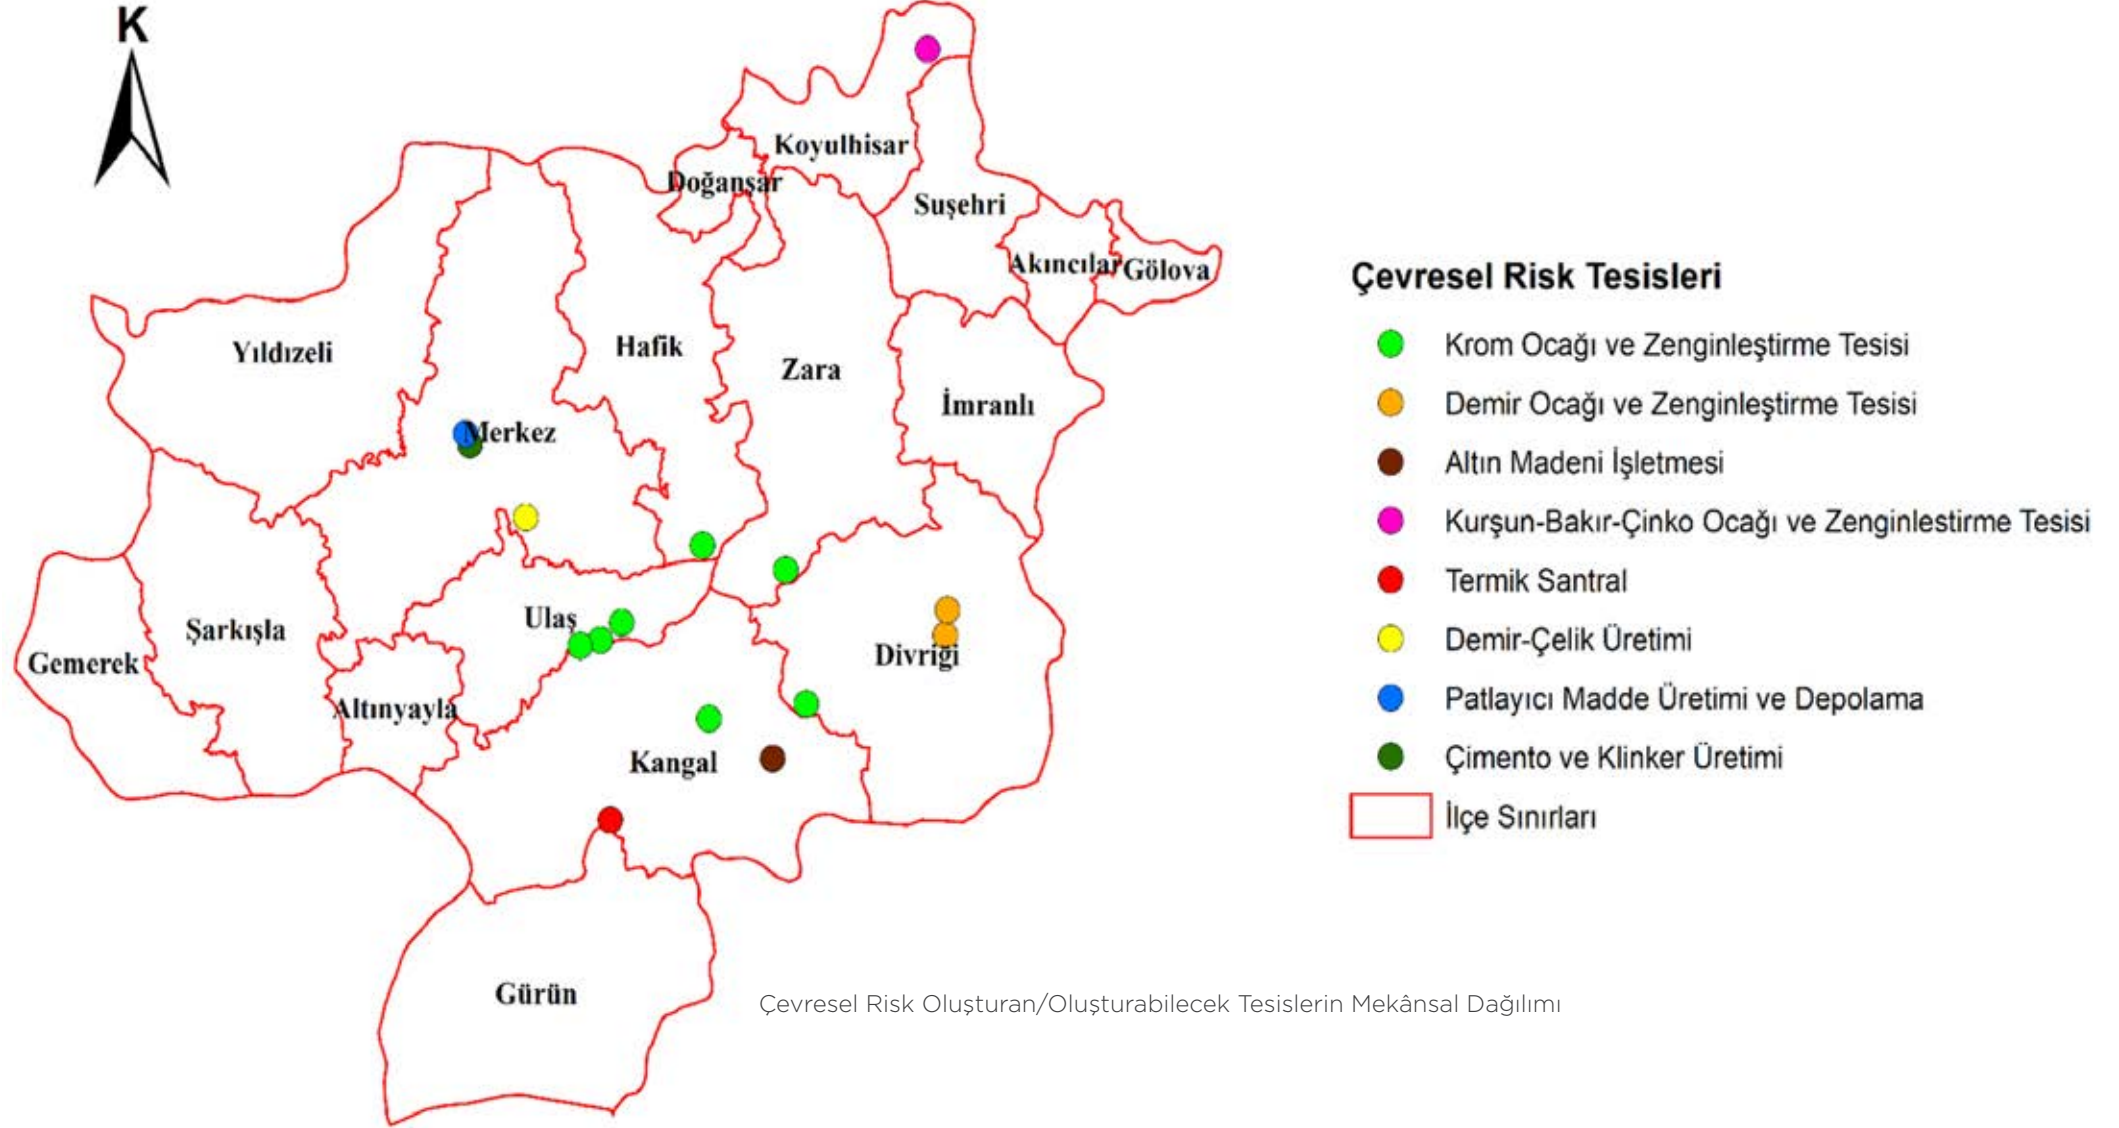 K
Koyulhisar
Doğanşar
Suşehri
Akıncılar
Gölova
Yıldızeli
Hafik
Zara
İmranlı
Merkez
Ulaş
Şarkışla
Gemerek
Divriği
Altınyayla
Kangal
Gürün
Çevresel Risk Tesisleri
Krom Ocağı ve Zenginleştirme Tesisi
Demir Ocağı ve Zenginleştirme Tesisi
Altın Madeni İşletmesi
Kurşun-Bakır-Çinko Ocağı ve Zenginlestirme Tesisi
Termik Santral
Demir-Çelik Üretimi
Patlayıcı Madde Üretimi ve Depolama
Çimento ve Klinker Üretimi
İlçe Sınırları
Çevresel Risk Oluşturan/Oluşturabilecek Tesislerin Mekânsal Dağılımı